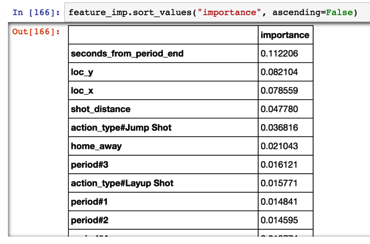 In [166]: feature_imp.sort_values("importance", ascending=False)
Out[166]:
importance
seconds_from_period_end 0.112206
loc_y 0.082104
loc_x 0.078559
shot_distance 0.047780
action_type#Jump Shot 0.036816
home_away 0.021043
period#3 0.016121
action_type#Layup Shot 0.015771
period#1 0.014841
period#2 0.014595